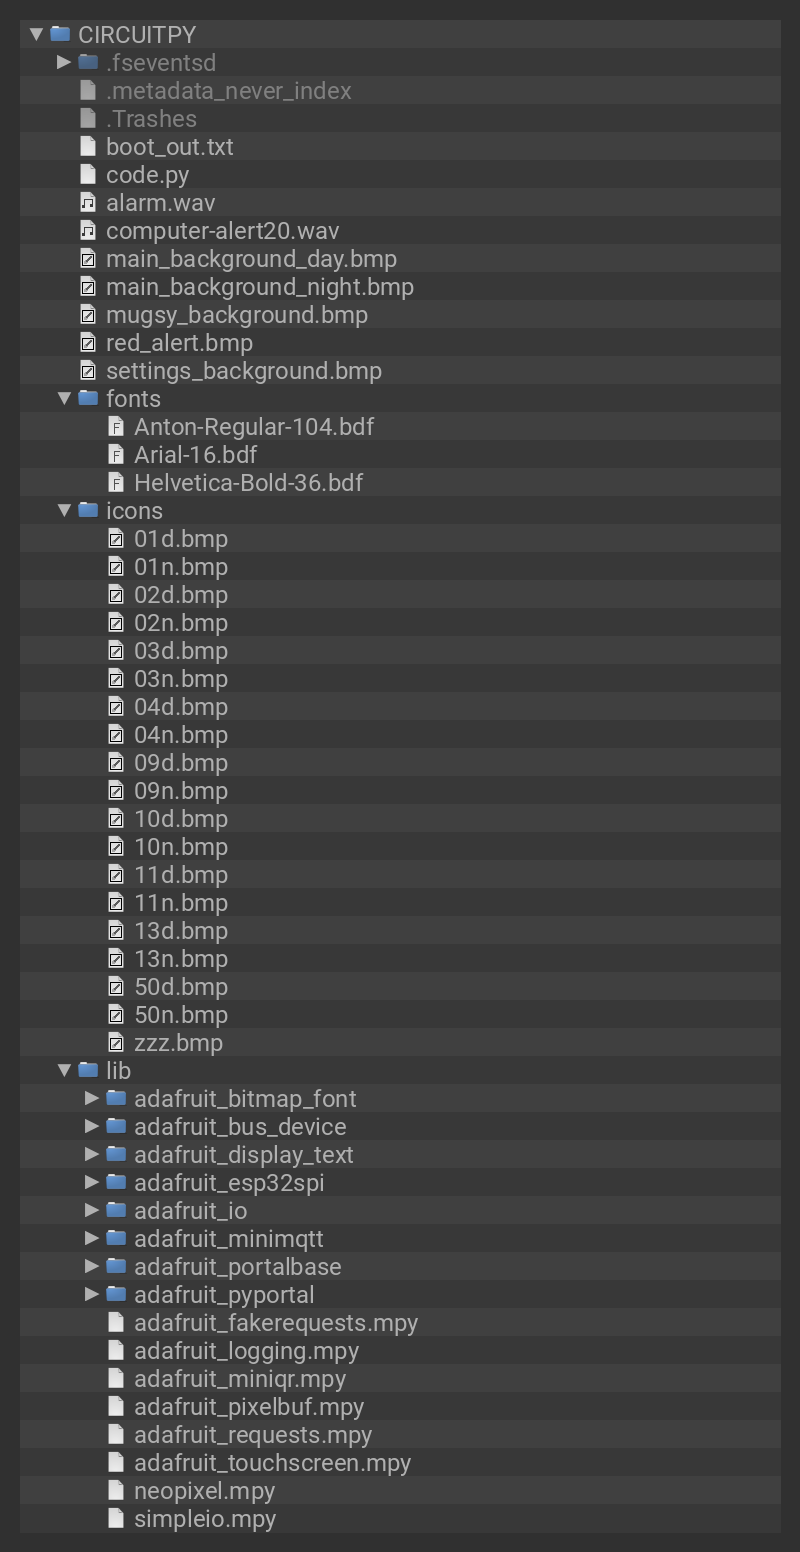 CIRCUITPY
.fseventsd
.metadata_never_index
.Trashes
boot_out.txt
code.py
alarm.wav
computer-alert20.wav
main_background_day.bmp
main_background_night.bmp
mugsy_background.bmp
red_alert.bmp
settings_background.bmp
fonts
Anton-Regular-104.bdf
Arial-16.bdf
Helvetica-Bold-36.bdf
icons
01d.bmp
01n.bmp
02d.bmp
02n.bmp
03d.bmp
03n.bmp
04d.bmp
04n.bmp
09d.bmp
09n.bmp
10d.bmp
10n.bmp
11d.bmp
11n.bmp
13d.bmp
13n.bmp
50d.bmp
50n.bmp
zzz.bmp
lib
adafruit_bitmap_font
adafruit_bus_device
adafruit_display_text
adafruit_esp32spi
adafruit_io
adafruit_minimqtt
adafruit_portalbase
adafruit_pyportal
adafruit_fakerequests.mpy
adafruit_logging.mpy
adafruit_miniqr.mpy
adafruit_pixelbuf.mpy
adafruit_requests.mpy
adafruit_touchscreen.mpy
neopixel.mpy
simpleio.mpy